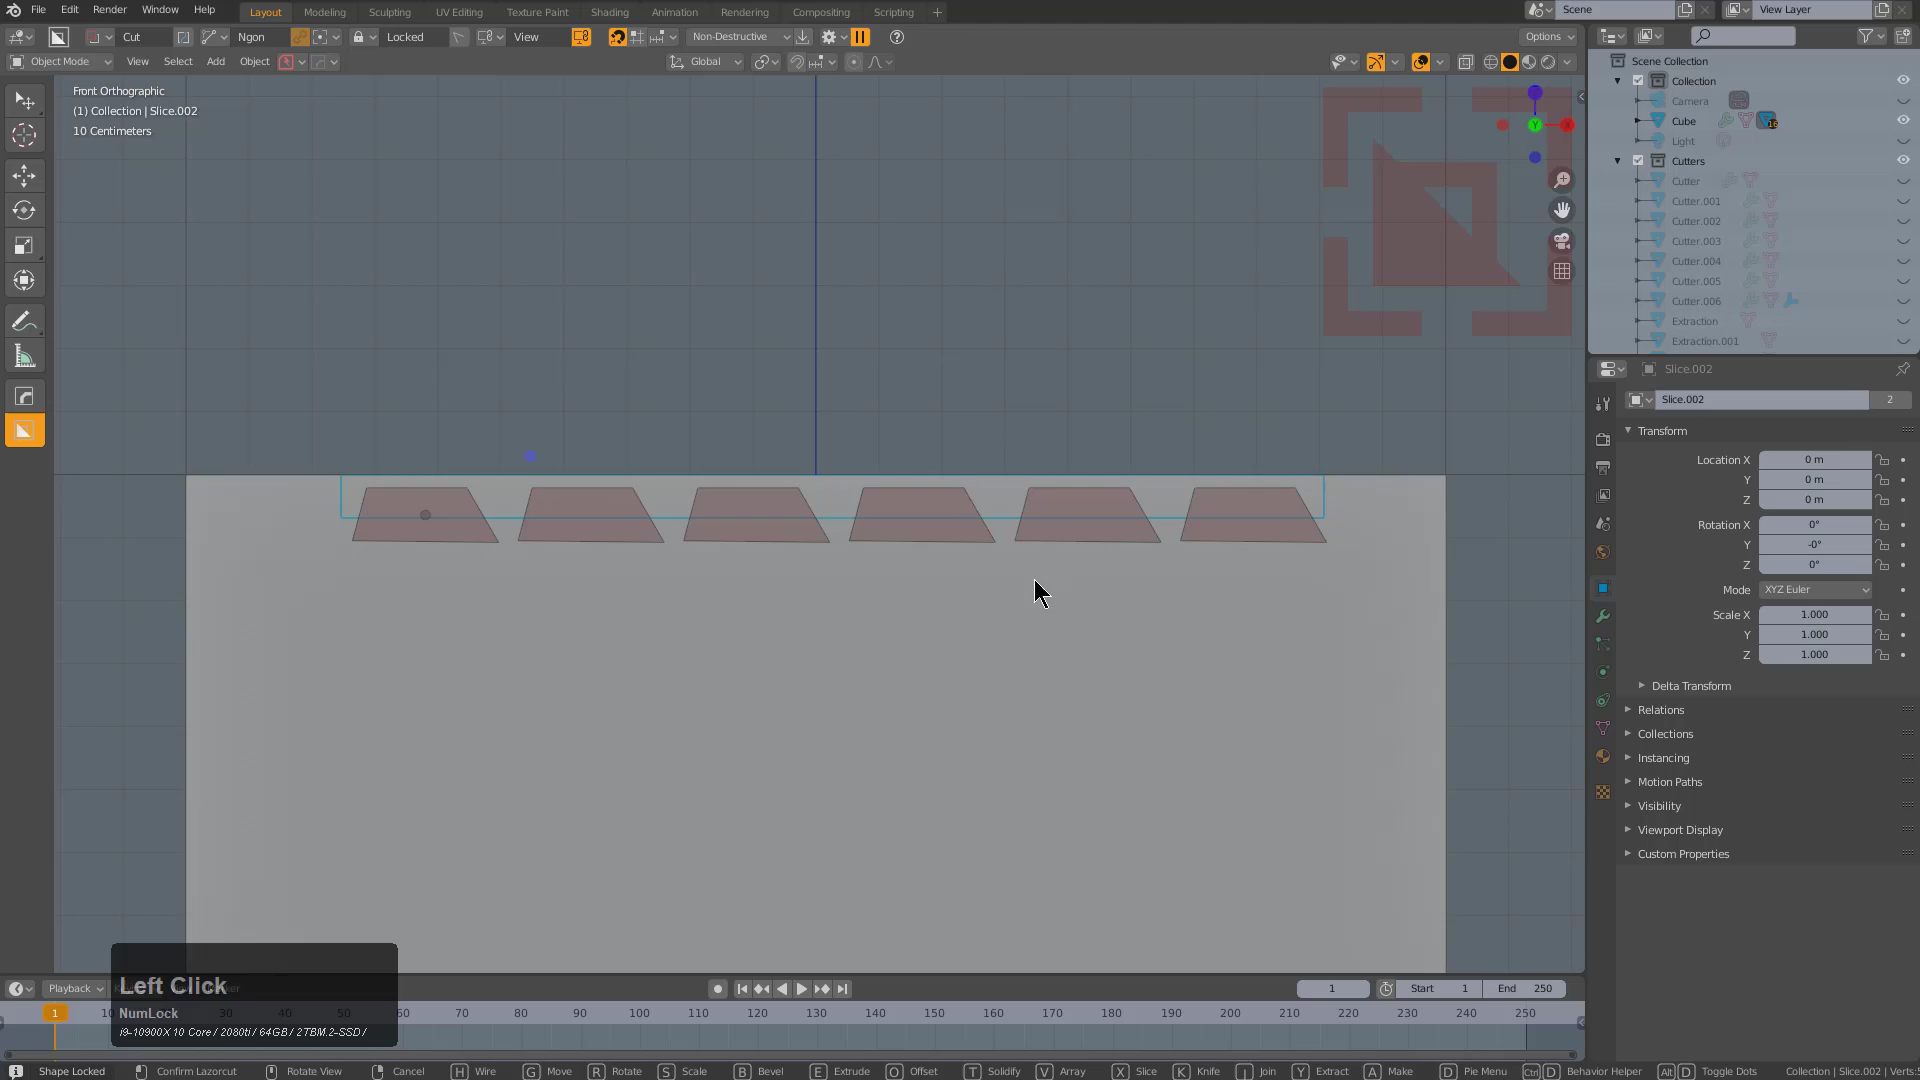 File Edit Render Window Help
Layout Modeling Sculpting UV Editing Texture Paint Shading Animation Rendering Compositing Scripting +
Scene
View Layer
Cut Ngon Locked View Non-Destructive Options
Object Mode View Select Add Object Global
Front Orthographic
(1) Collection | Slice.002
10 Centimeters
Y
Scene Collection
Collection
Camera
Cube
Light
Cutters
Cutter
Cutter.001
Cutter.002
Cutter.003
Cutter.004
Cutter.005
Cutter.006
Extraction
Extraction.001
Slice.002
Slice.002 2
Transform
Location X 0 m
Y 0 m
Z 0 m
Rotation X 0°
Y -0°
Z 0°
Mode XYZ Euler
Scale X 1.000
Y 1.000
Z 1.000
Delta Transform
Relations
Collections
Instancing
Motion Paths
Visibility
Viewport Display
Custom Properties
Left Click
NumLock
i9-10900X 10 Core / 2080ti / 64GB / 2TBM.2-SSD /
Playback
1 Start 1 End 250
1 10 30 40 50 60 70 80 90 100 110 120 130 140 150 160 170 180 190 200 210 220 230 240 250
Shape Locked Confirm Lazorcut Rotate View Cancel H Wire G Move R Rotate S Scale B Bevel E Extrude O Offset T Solidify V Array X Slice K Knife J Join Y Extract A Make D Pie Menu Ctrl D Behavior Helper Alt D Toggle Dots Collection | Slice.002 | Verts: